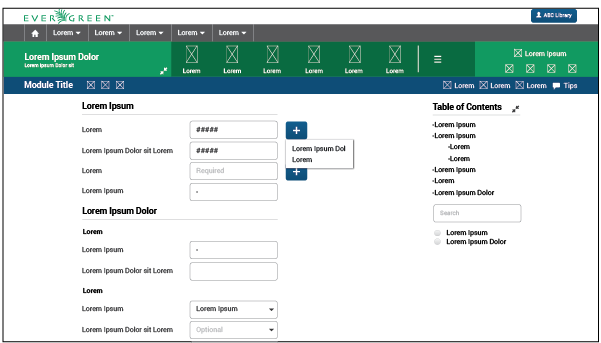 EVERGREEN
ABC Library
Lorem Lorem Lorem Lorem Lorem
Lorem Ipsum Dolor
Lorem Ipsum Dolor sit
Lorem Lorem Lorem Lorem Lorem Lorem
Lorem Ipsum
Module Title
Lorem Lorem Lorem Tips
Lorem Ipsum
Lorem #####
Lorem Ipsum Dolor sit Lorem #####
Lorem Ipsum Dol
Lorem
Lorem Required
Lorem Ipsum -
Lorem Ipsum Dolor
Lorem
Lorem Ipsum -
Lorem Ipsum Dolor sit Lorem
Lorem
Lorem Ipsum Lorem Ipsum
Lorem Ipsum Dolor sit Lorem Optional
Table of Contents
-Lorem Ipsum
-Lorem Ipsum
-Lorem
-Lorem
-Lorem Ipsum
-Lorem
-Lorem Ipsum Dolor
Search
Lorem Ipsum
Lorem Ipsum Dolor